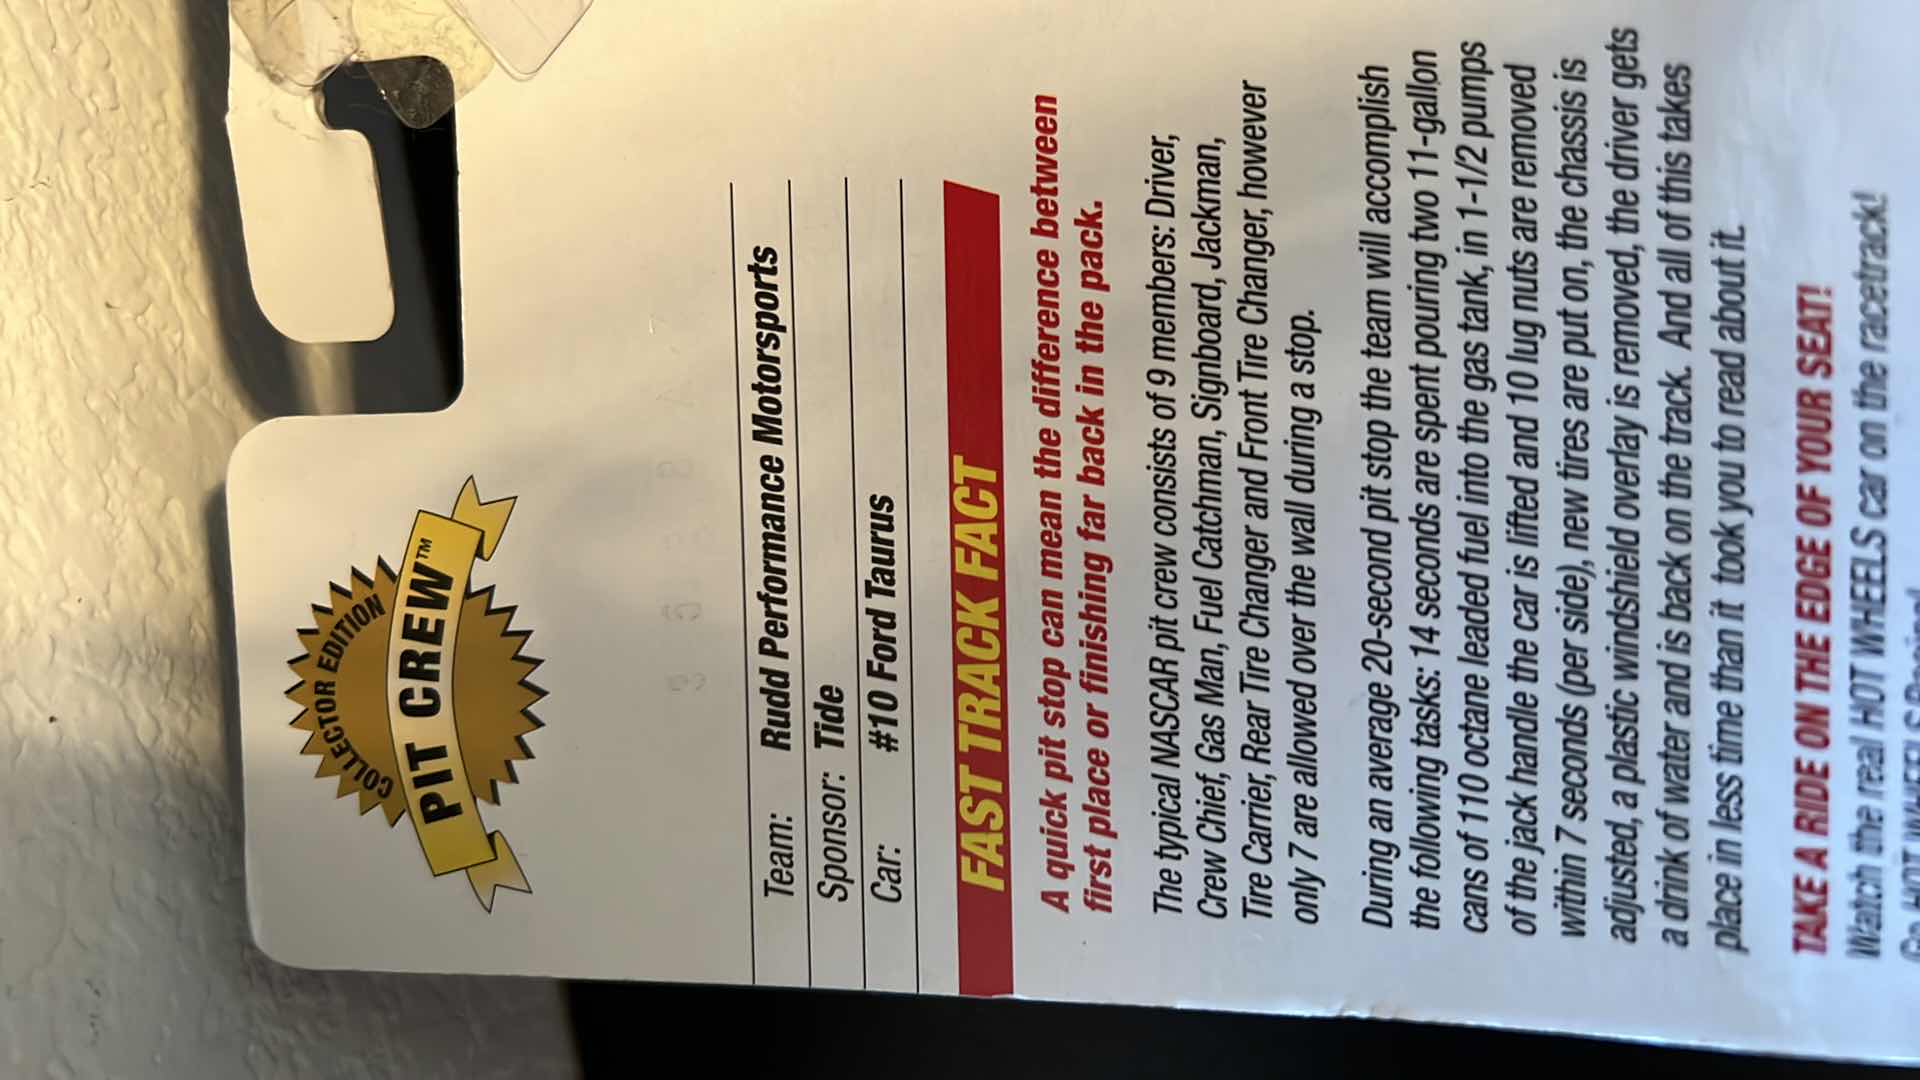 COLLECTOR EDITION
PIT CREW™
Team: Rudd Performance Motorsports
Sponsor: Tide
Car: #10 Ford Taurus
FAST TRACK FACT
A quick pit stop can mean the difference between
first place or finishing far back in the pack.
The typical NASCAR pit crew consists of 9 members: Driver,
Crew Chief, Gas Man, Fuel Catchman, Signboard, Jackman,
Tire Carrier, Rear Tire Changer and Front Tire Changer, however
only 7 are allowed over the wall during a stop.
During an average 20-second pit stop the team will accomplish
the following tasks: 14 seconds are spent pouring two 11-gallon
cans of 110 octane leaded fuel into the gas tank, in 1-1/2 pumps
of the jack handle the car is lifted and 10 lug nuts are removed
within 7 seconds (per side), new tires are put on, the chassis is
adjusted, a plastic windshield overlay is removed, the driver gets
a drink of water and is back on the track. And all of this takes
place in less time than it took you to read about it.
TAKE A RIDE ON THE EDGE OF YOUR SEAT!
Watch the real HOT WHEELS car on the racetrack!
Go HOT WHEELS Racing!